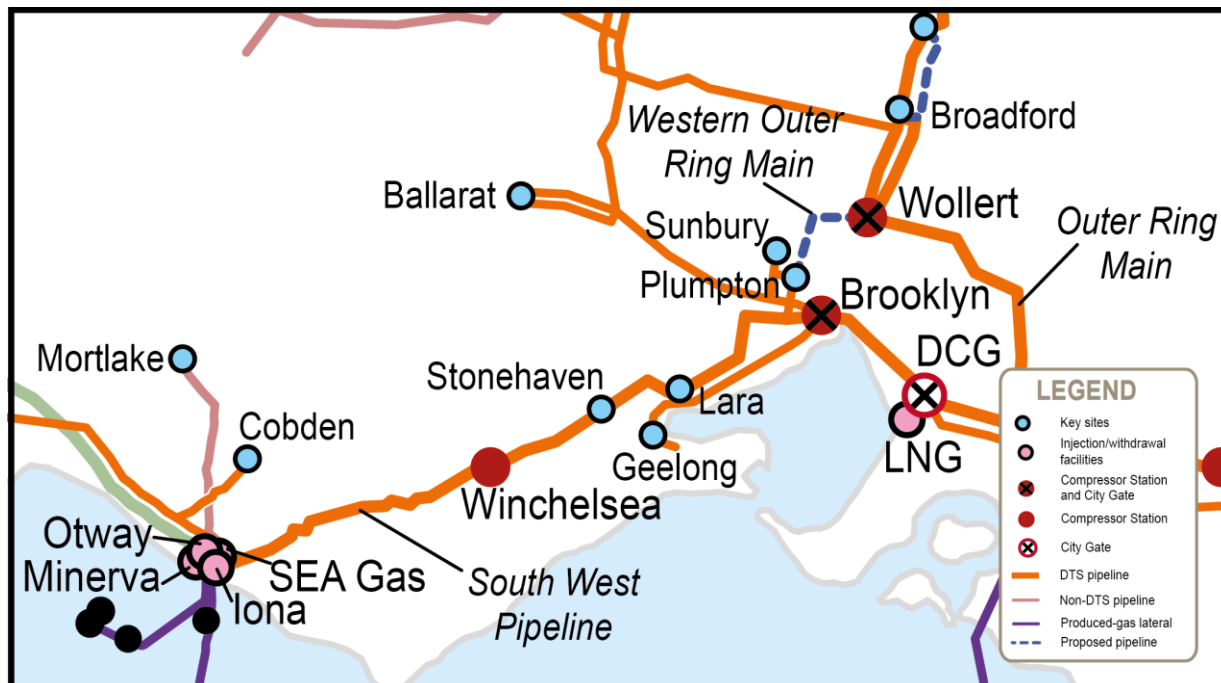 Broadford
Western Outer
Ring Main
Ballarat
Wollert
Sunbury
Outer Ring
Main
Plumpton
Brooklyn
Mortlake
DCG
Stonehaven
Lara
Cobden
LNG
Geelong
Winchelsea
Otway
SEA Gas
Minerva
Iona
South West
Pipeline
LEGEND
Key sites
Injection/withdrawal
facilities
Compressor Station
and City Gate
Compressor Station
City Gate
DTS pipeline
Non-DTS pipeline
Produced-gas lateral
Proposed pipeline